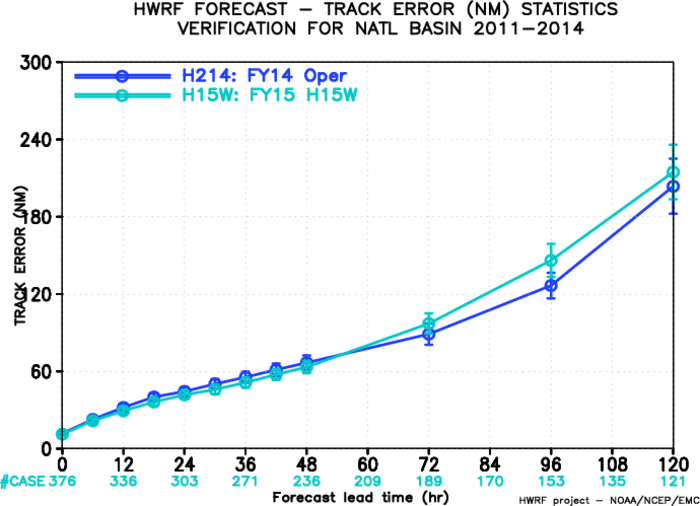 HWRF FORECAST – TRACK ERROR (NM) STATISTICS
VERIFICATION FOR NATL BASIN 2011–2014
H214: FY14 Oper
H15W: FY15 H15W
300
240
180
120
60
0
TRACK ERROR (NM)
0 12 24 36 48 60 72 84 96 108 120
#CASE 376 336 303 271 236 209 189 170 153 135 121
Forecast lead time (hr)
HWRF project – NOAA/NCEP/EMC